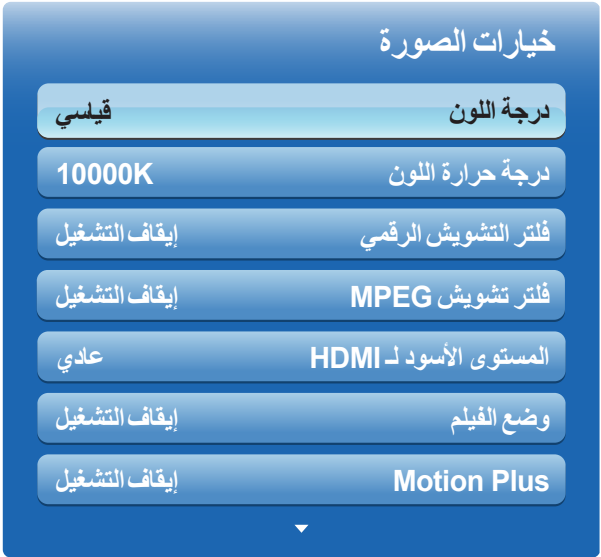 خيارات الصورة
درجة اللون قياسي
درجة حرارة اللون 10000K
فلتر التشويش الرقمي إيقاف التشغيل
فلتر تشويش MPEG إيقاف التشغيل
المستوى الأسود لـ HDMI عادي
وضع الفيلم إيقاف التشغيل
Motion Plus إيقاف التشغيل